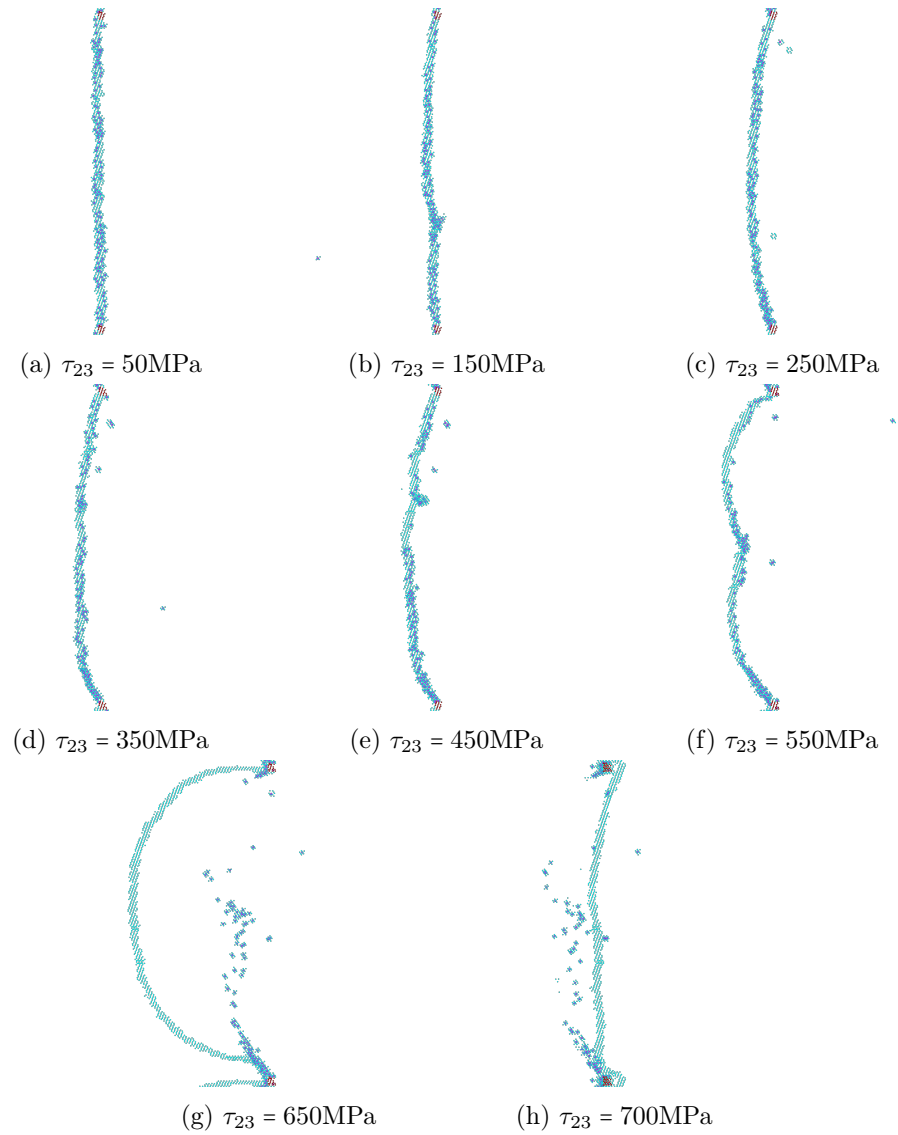 (a) τ₂₃ = 50MPa (b) τ₂₃ = 150MPa (c) τ₂₃ = 250MPa
(d) τ₂₃ = 350MPa (e) τ₂₃ = 450MPa (f) τ₂₃ = 550MPa
(g) τ₂₃ = 650MPa (h) τ₂₃ = 700MPa